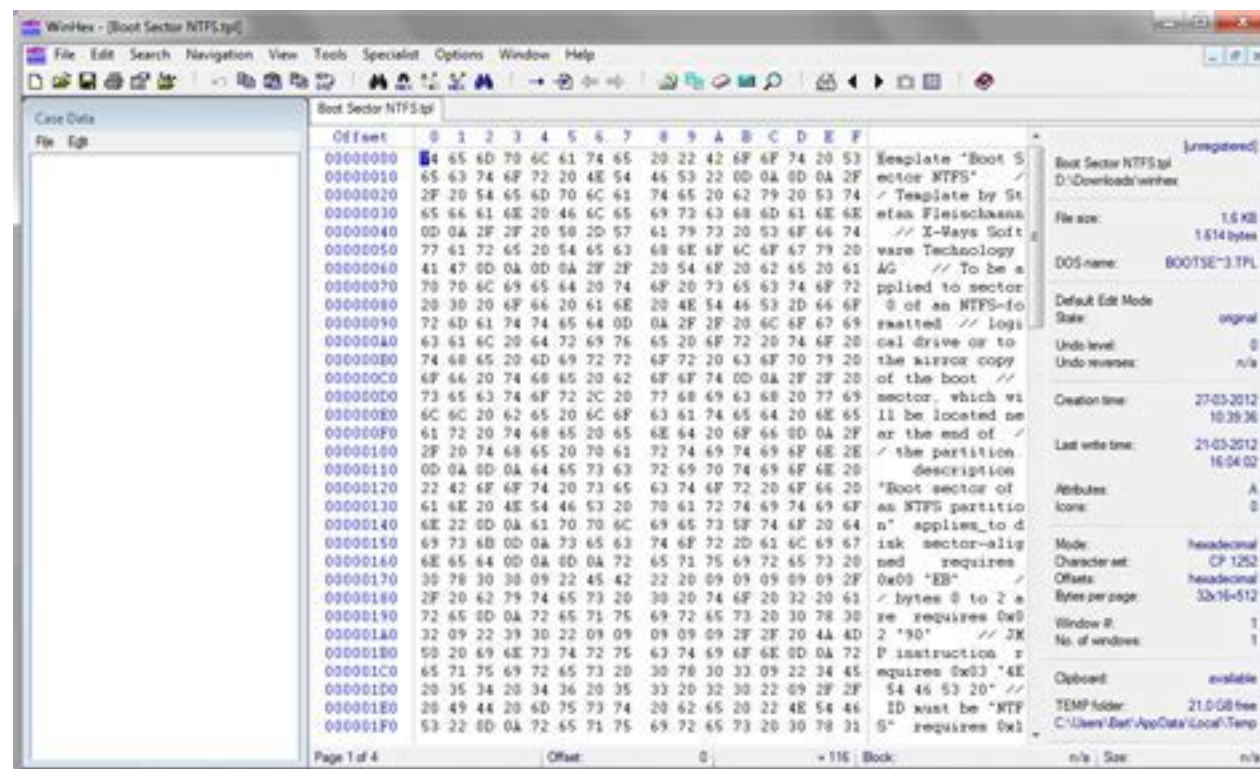 WinHex - [Boot Sector NTFS.tpl]
File Edit Search Navigation View Tools Specialist Options Window Help
Case Data
File Edit
Boot Sector NTFS.tpl
Offset 0 1 2 3 4 5 6 7 8 9 A B C D E F
00000000 54 65 6D 70 6C 61 74 65 20 22 42 6F 6F 74 20 53 Template "Boot S
00000010 65 63 74 6F 72 20 4E 54 46 53 22 0D 0A 0D 0A 2F ector NTFS" /
00000020 2F 20 54 65 6D 70 6C 61 74 65 20 62 79 20 53 74 / Template by St
00000030 65 66 61 6E 20 46 6C 65 69 73 63 68 6D 61 6E 6E efan Fleischmann
00000040 0D 0A 2F 2F 20 58 2D 57 61 79 73 20 53 6F 66 74 // X-Ways Soft
00000050 77 61 72 65 20 54 65 63 68 6E 6F 6C 6F 67 79 20 ware Technology
00000060 41 47 0D 0A 0D 0A 2F 2F 20 54 6F 20 62 65 20 61 AG // To be a
00000070 70 70 6C 69 65 64 20 74 6F 20 73 65 63 74 6F 72 pplied to sector
00000080 20 30 20 6F 66 20 61 6E 20 4E 54 46 53 2D 66 6F 0 of an NTFS-fo
00000090 72 6D 61 74 74 65 64 0D 0A 2F 2F 20 6C 6F 67 69 rmatted // logi
000000A0 63 61 6C 20 64 72 69 76 65 20 6F 72 20 74 6F 20 cal drive or to
000000B0 74 68 65 20 6D 69 72 72 6F 72 20 63 6F 70 79 20 the mirror copy
000000C0 6F 66 20 74 68 65 20 62 6F 6F 74 0D 0A 2F 2F 20 of the boot //
000000D0 73 65 63 74 6F 72 2C 20 77 68 69 63 68 20 77 69 sector, which wi
000000E0 6C 6C 20 62 65 20 6C 6F 63 61 74 65 64 20 6E 65 ll be located ne
000000F0 61 72 20 74 68 65 20 65 6E 64 20 6F 66 0D 0A 2F ar the end of /
00000100 2F 20 74 68 65 20 70 61 72 74 69 74 69 6F 6E 2E / the partition.
00000110 0D 0A 0D 0A 64 65 73 63 72 69 70 74 69 6F 6E 20 description
00000120 22 42 6F 6F 74 20 73 65 63 74 6F 72 20 6F 66 20 "Boot sector of
00000130 61 6E 20 4E 54 46 53 20 70 61 72 74 69 74 69 6F an NTFS partitio
00000140 6E 22 0D 0A 61 70 70 6C 69 65 73 5F 74 6F 20 64 n" applies_to d
00000150 69 73 6B 0D 0A 73 65 63 74 6F 72 2D 61 6C 69 67 isk sector-alig
00000160 6E 65 64 0D 0A 0D 0A 72 65 71 75 69 72 65 73 20 ned requires
00000170 30 78 30 30 09 22 45 42 22 20 09 09 09 09 09 2F 0x00 "EB" /
00000180 2F 20 62 79 74 65 73 20 30 20 74 6F 20 32 20 61 / bytes 0 to 2 a
00000190 72 65 0D 0A 72 65 71 75 69 72 65 73 20 30 78 30 re requires 0x0
000001A0 32 09 22 39 30 22 09 09 09 09 09 2F 2F 20 4A 4D 2 "90" // JM
000001B0 50 20 69 6E 73 74 72 75 63 74 69 6F 6E 0D 0A 72 P instruction r
000001C0 65 71 75 69 72 65 73 20 30 78 30 33 09 22 34 45 equires 0x03 "4E
000001D0 20 35 34 20 34 36 20 35 33 20 32 30 22 09 2F 2F 54 46 53 20" //
000001E0 20 49 44 20 6D 75 73 74 20 62 65 20 22 4E 54 46 ID must be "NTF
000001F0 53 22 0D 0A 72 65 71 75 69 72 65 73 20 30 78 31 S" requires 0x1
[unregistered]
Boot Sector NTFS.tpl
D:\Downloads\winhex
File size: 1.6 KB
1.614 bytes
DOS name: BOOTSE~3.TPL
Default Edit Mode
State: original
Undo level: 0
Undo reverses: n/a
Creation time: 27-03-2012
10:39:36
Last write time: 21-03-2012
16:04:02
Attributes: A
Icons: 0
Mode: hexadecimal
Character set: CP 1252
Offsets: hexadecimal
Bytes per page: 32x16=512
Window #: 1
No. of windows: 1
Clipboard: available
TEMP folder: 21.0 GB free
C:\Users\Bart\AppData\Local\Temp
Page 1 of 4 Offset: 0 = 116 Block: n/a Size: n/a